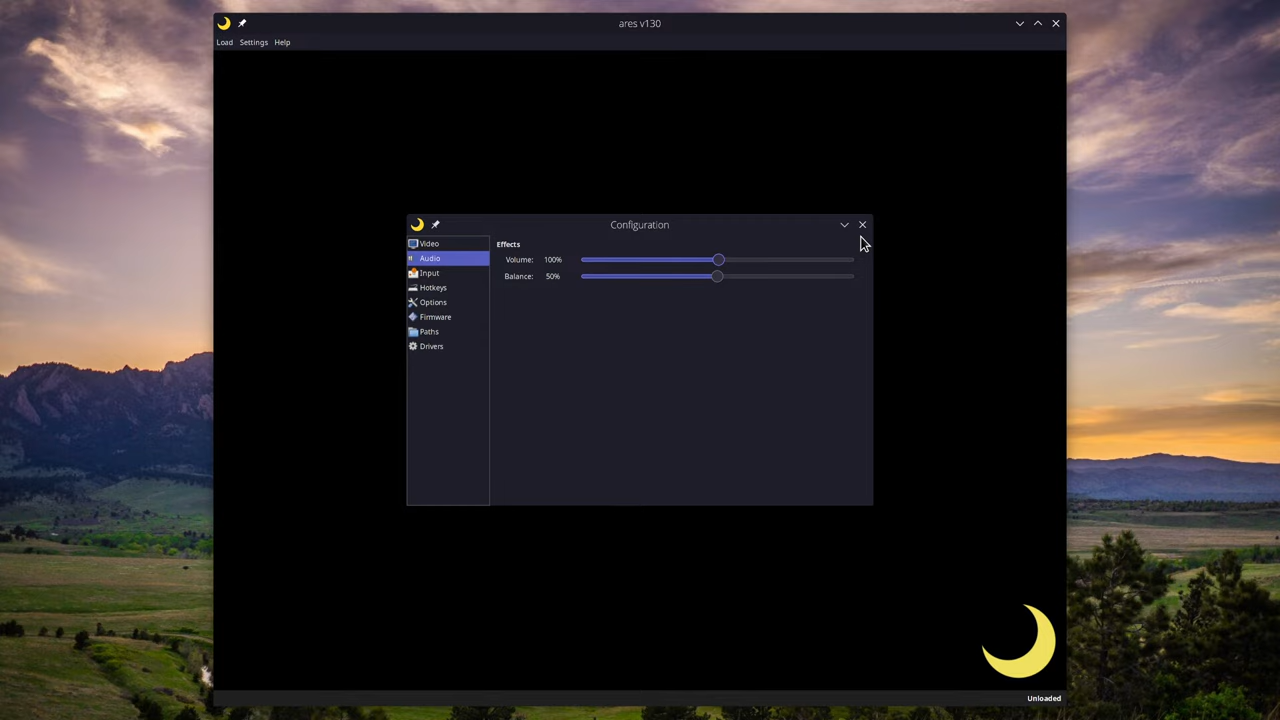 ares v130
Load Settings Help
Configuration
Video
Audio
Input
Hotkeys
Options
Firmware
Paths
Drivers
Effects
Volume: 100%
Balance: 50%
Unloaded